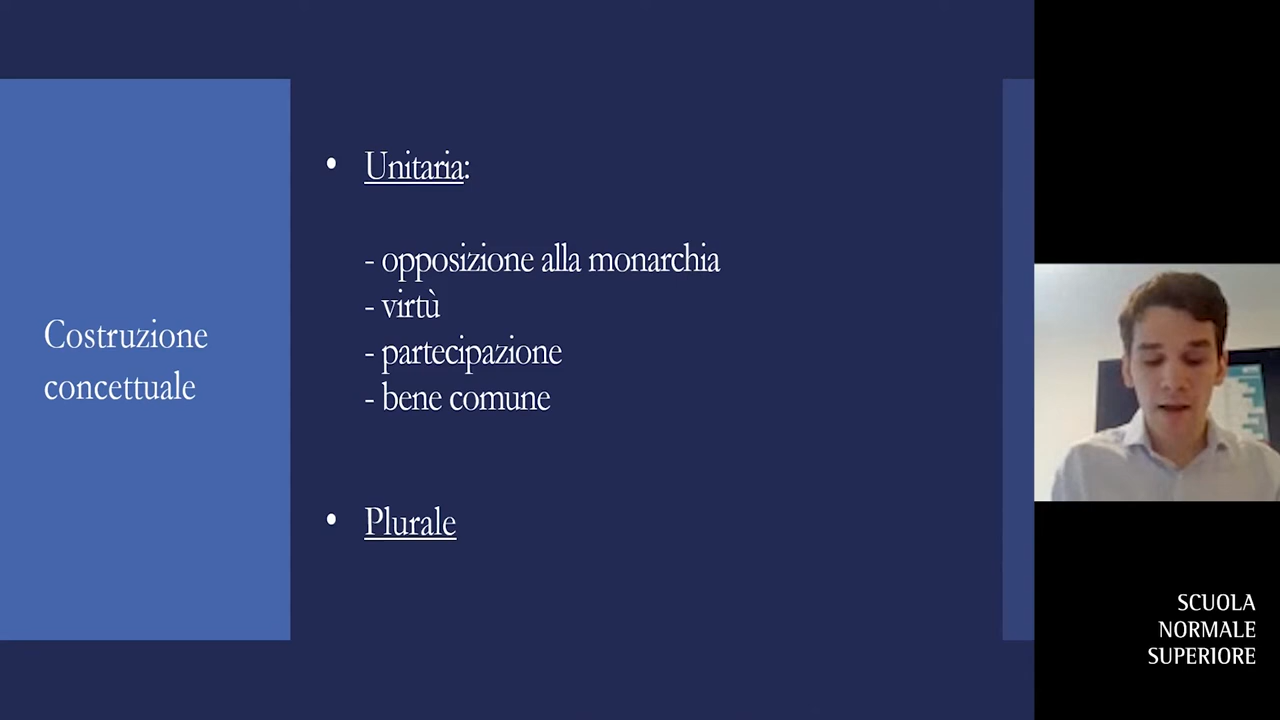 Costruzione
concettuale
• Unitaria:
- opposizione alla monarchia
- virtù
- partecipazione
- bene comune
• Plurale
SCUOLA
NORMALE
SUPERIORE